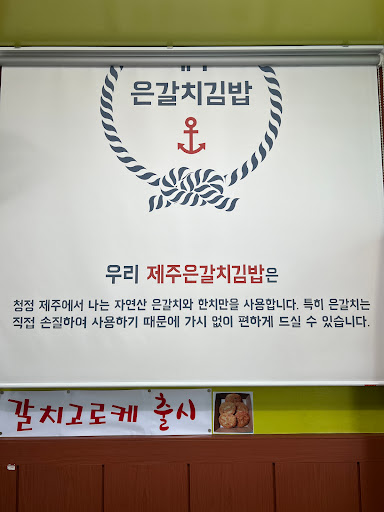 은갈치김밥
우리 제주은갈치김밥은
청정 제주에서 나는 자연산 은갈치와 한치만을 사용합니다. 특히 은갈치는
직접 손질하여 사용하기 때문에 가시 없이 편하게 드실 수 있습니다.
갈치고로케 출시